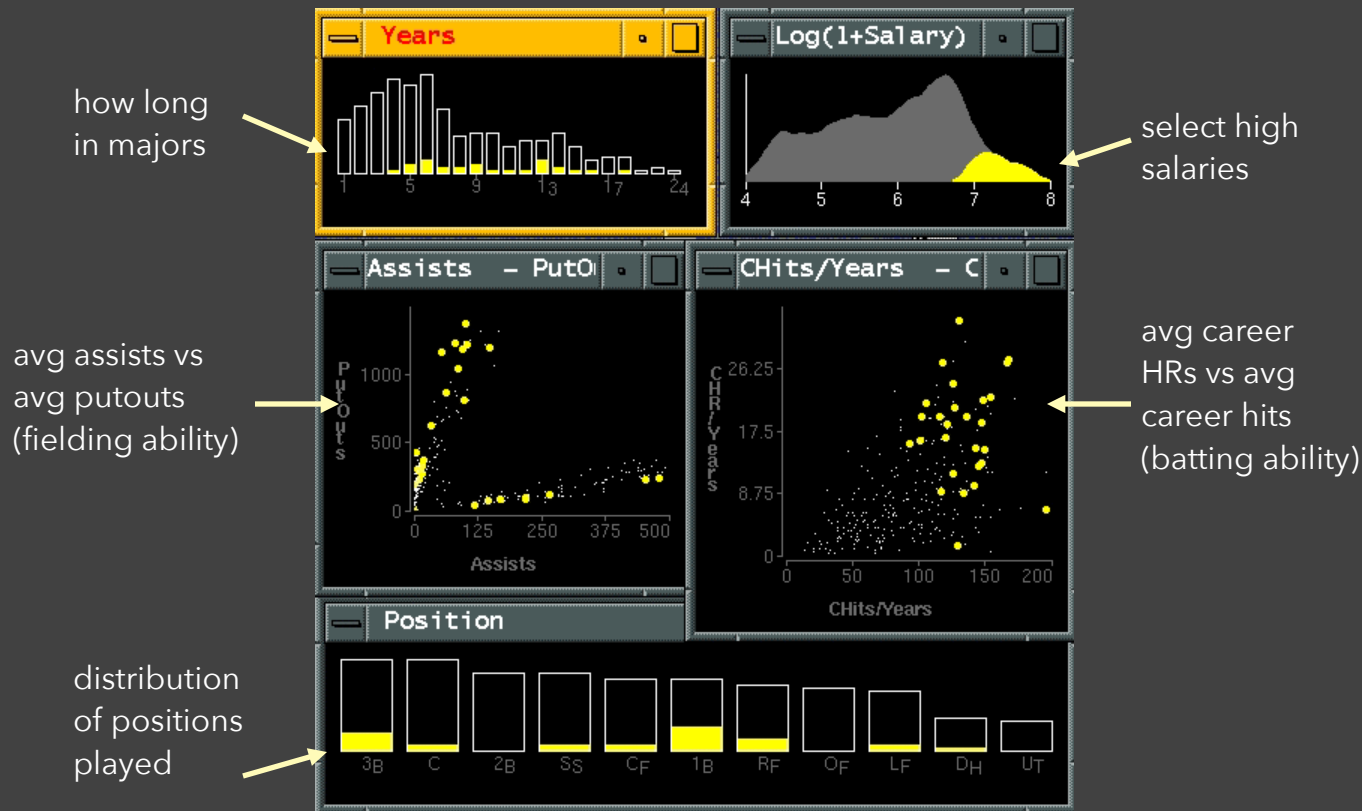 Years
Log(1+Salary)
how long
in majors
select high
salaries
1 5 9 13 17 24
4 5 6 7 8
Assists - PutO
CHits/Years - C
avg assists vs
avg putouts
(fielding ability)
PutOuts
1000
500
0
0 125 250 375 500
Assists
CHR/Years
26.25
17.5
8.75
0
0 50 100 150 200
CHits/Years
avg career
HRs vs avg
career hits
(batting ability)
Position
distribution
of positions
played
3B C 2B SS CF 1B RF OF LF DH UT